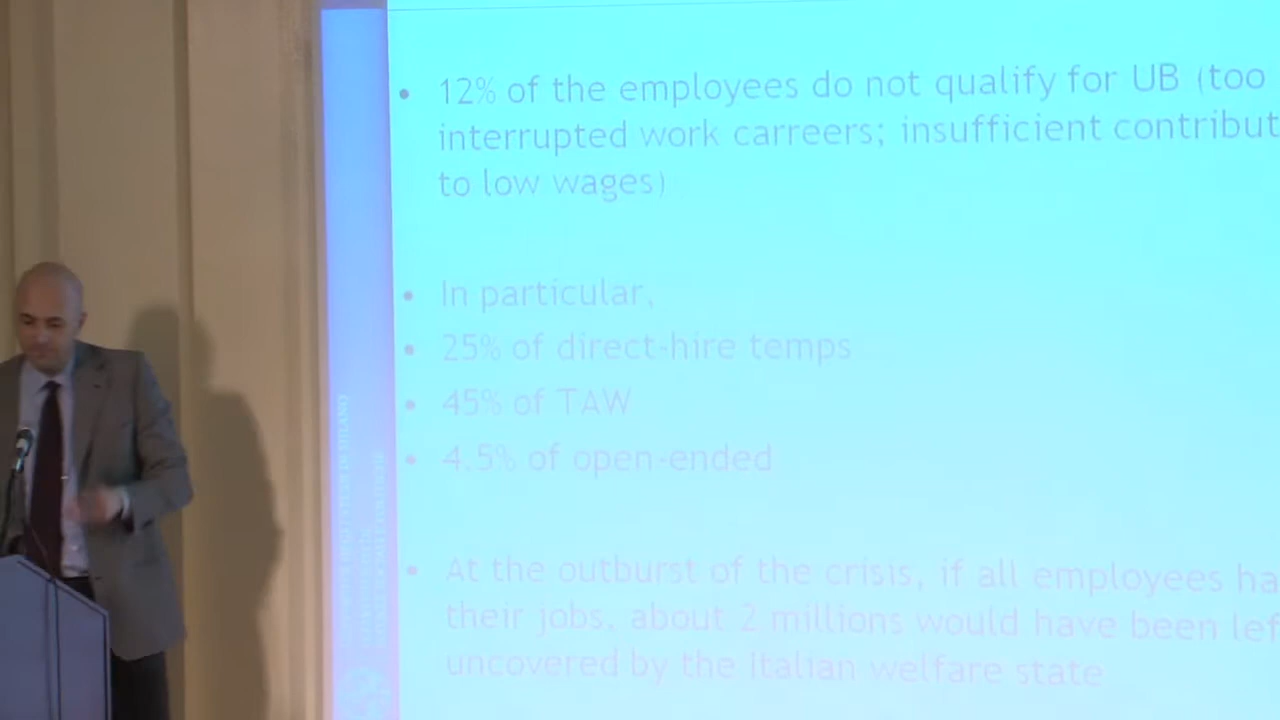 • 12% of the employees do not qualify for UB (too
interrupted work carreers; insufficient contribut
to low wages)
• In particular,
• 25% of direct-hire temps
• 45% of TAW
• 4.5% of open-ended
• At the outburst of the crisis, if all employees ha
their jobs, about 2 millions would have been lef
uncovered by the Italian welfare state